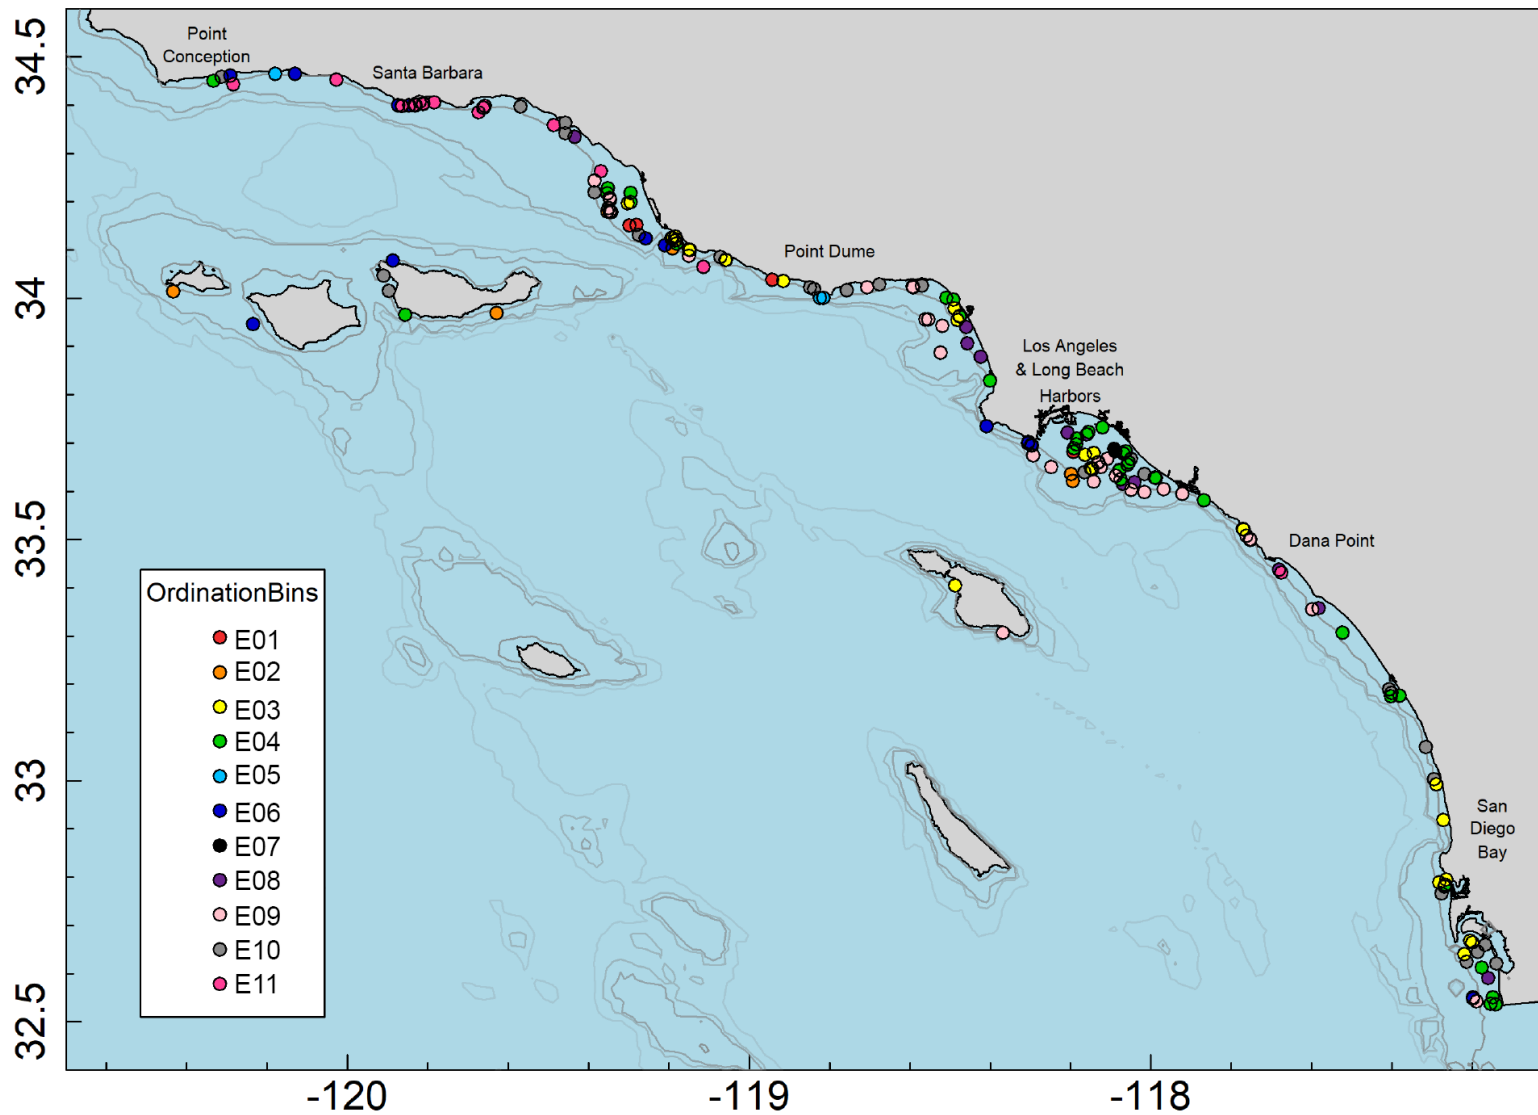 34.5
34
33.5
33
32.5
Point
Conception
Santa Barbara
Point Dume
Los Angeles
& Long Beach
Harbors
Dana Point
San
Diego
Bay
OrdinationBins
E01
E02
E03
E04
E05
E06
E07
E08
E09
E10
E11
-120
-119
-118